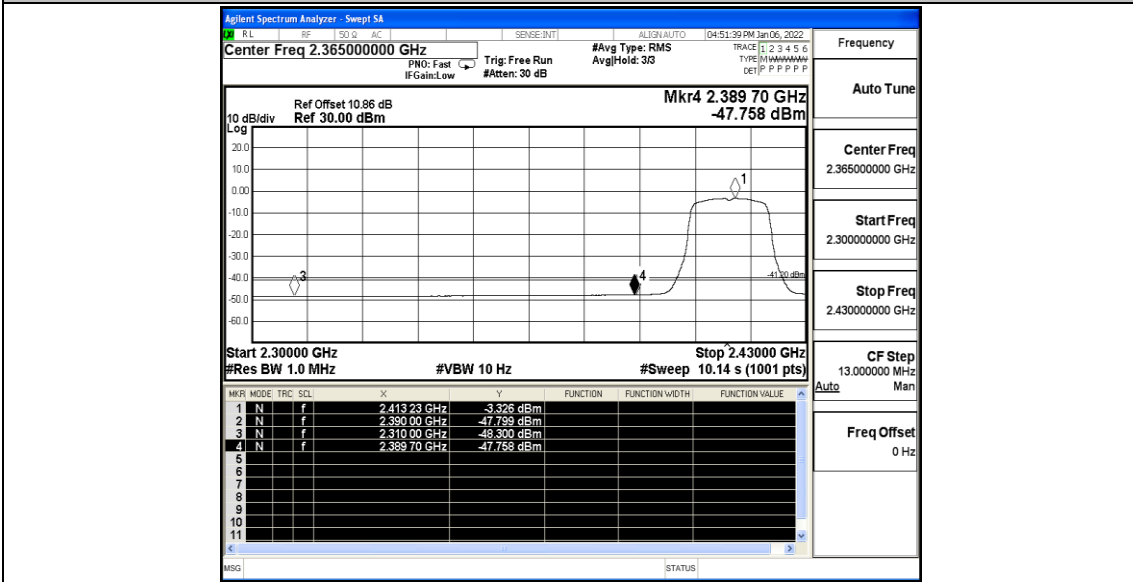 Agilent Spectrum Analyzer - Swept SA
RL RF 50 Ω AC SENSE:INT ALIGN AUTO 04:51:39 PM Jan 06, 2022
Center Freq 2.365000000 GHz
PNO: Fast
IFGain:Low
Trig: Free Run
#Atten: 30 dB
#Avg Type: RMS
Avg|Hold: 3/3
TRACE 1 2 3 4 5 6
TYPE M WWWWW
DET P P P P P P
Frequency
Mkr4 2.389 70 GHz
-47.758 dBm
Ref Offset 10.86 dB
10 dB/div Ref 30.00 dBm
Log
20.0
10.0
0.00
-10.0
-20.0
-30.0
-40.0
-50.0
-60.0
1
3
4
-41.20 dBm
Start 2.30000 GHz Stop 2.43000 GHz
#Res BW 1.0 MHz #VBW 10 Hz #Sweep 10.14 s (1001 pts)
MKR MODE TRC SCL X Y FUNCTION FUNCTION WIDTH FUNCTION VALUE
1 N f 2.413 23 GHz -3.326 dBm
2 N f 2.390 00 GHz -47.799 dBm
3 N f 2.310 00 GHz -48.300 dBm
4 N f 2.389 70 GHz -47.758 dBm
5
6
7
8
9
10
11
MSG STATUS
Auto Tune
Center Freq
2.365000000 GHz
Start Freq
2.300000000 GHz
Stop Freq
2.430000000 GHz
CF Step
13.000000 MHz
Auto Man
Freq Offset
0 Hz